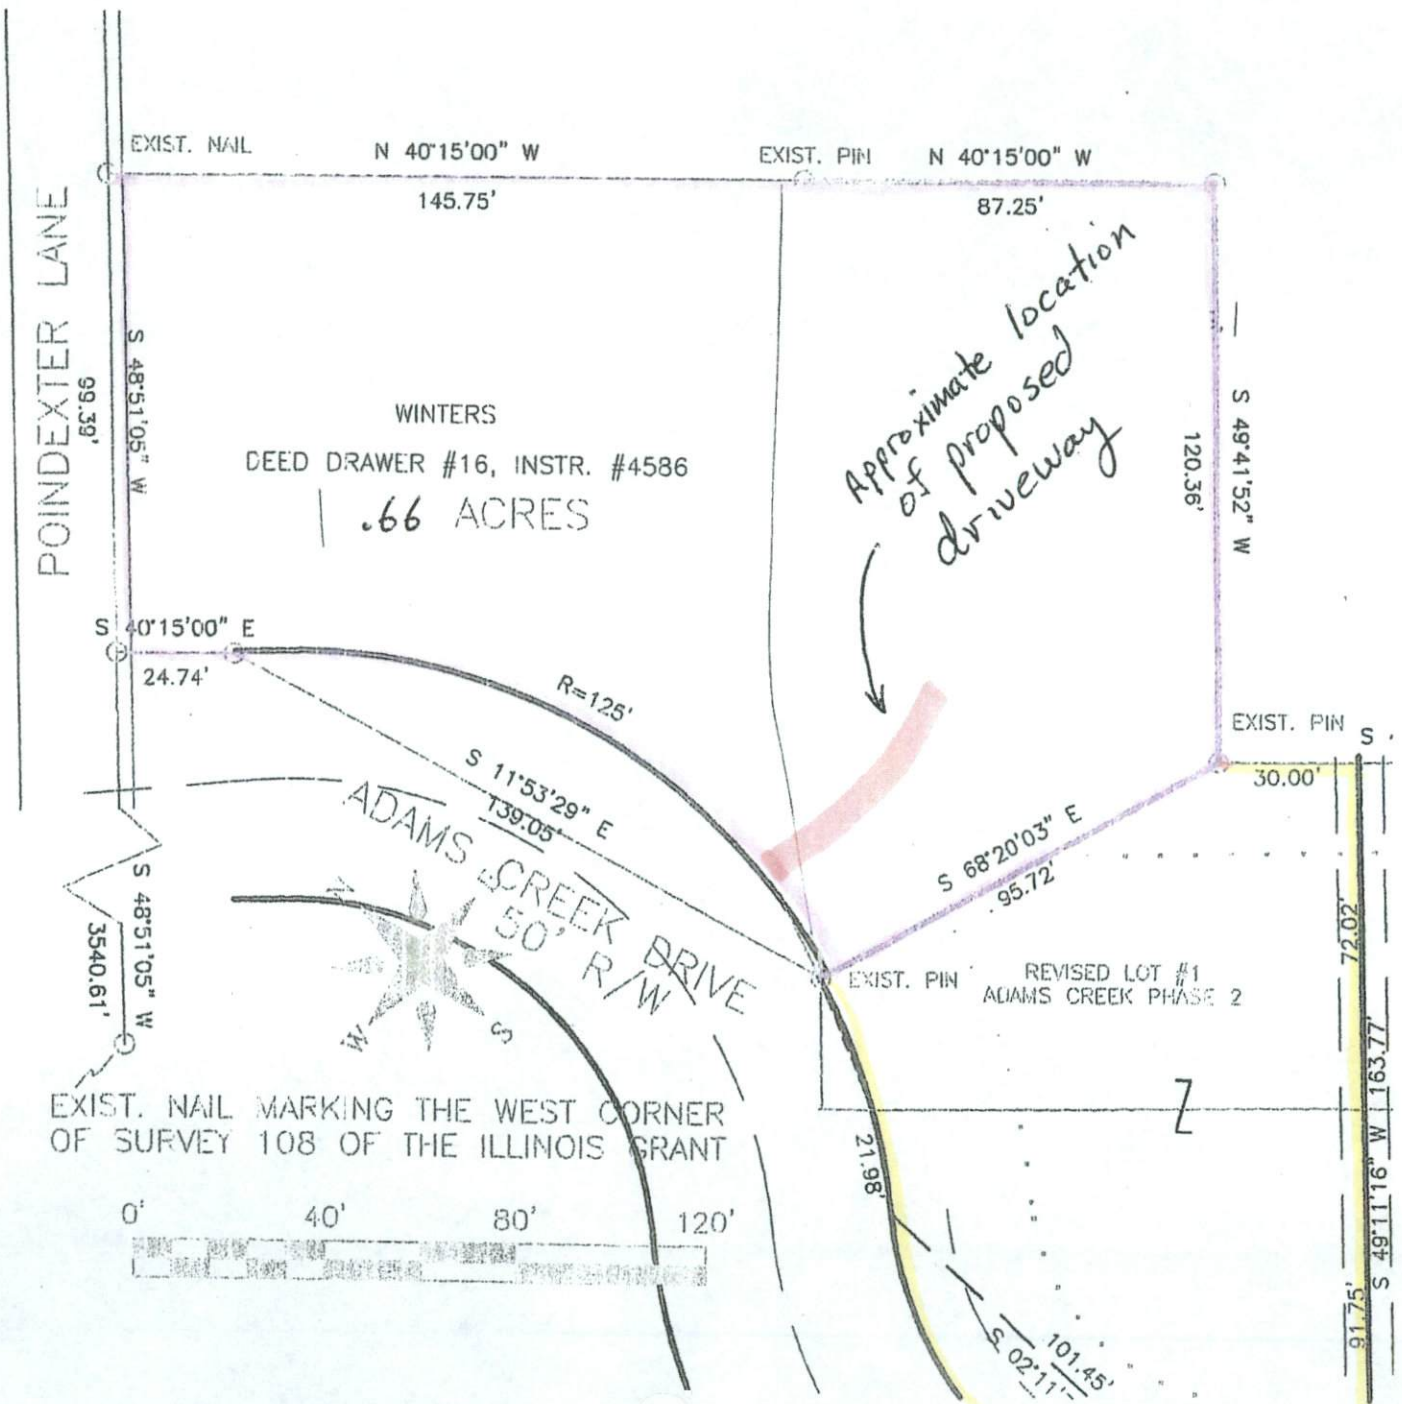 EXIST. NAIL
N 40°15'00" W
EXIST. PIN
N 40°15'00" W
145.75'
87.25'
POINDEXTER LANE
99.39'
S 48°51'05" W
WINTERS
DEED DRAWER #16, INSTR. #4586
.66 ACRES
Approximate location
of proposed
driveway
S 49°41'52" W
120.36'
S 40°15'00" E
24.74'
R=125'
S 11°53'29" E
139.05'
ADAMS CREEK DRIVE
50' R/W
EXIST. PIN
S
30.00'
S 68°20'03" E
95.72'
N
E
W
S
S 48°51'05" W
3540.61'
EXIST. PIN
REVISED LOT #1
ADAMS CREEK PHASE 2
72.02'
EXIST. NAIL MARKING THE WEST CORNER
OF SURVEY 108 OF THE ILLINOIS GRANT
21.98'
Z
S 49°11'16" W 163.77'
91.75'
0' 40' 80' 120'
101.45'
S 02°11'